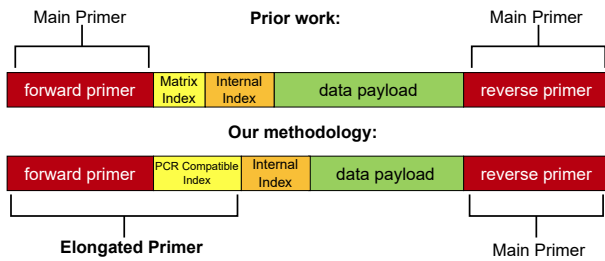 Main Primer Prior work: Main Primer
forward primer Matrix Index Internal Index data payload reverse primer
Our methodology:
forward primer PCR Compatible Index Internal Index data payload reverse primer
Elongated Primer Main Primer